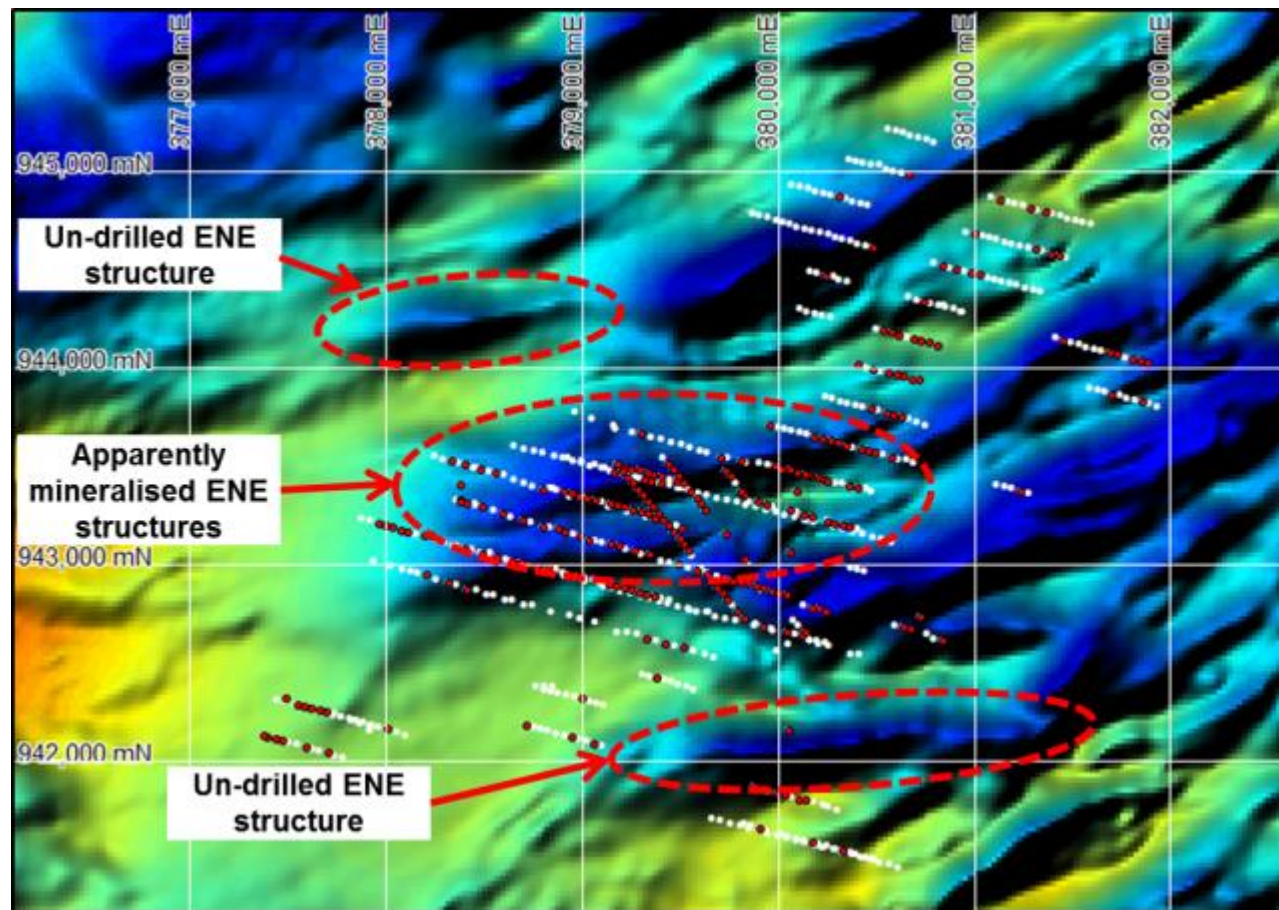 377,000 mE
378,000 mE
379,000 mE
380,000 mE
381,000 mE
382,000 mE
945,000 mN
Un-drilled ENE
structure
944,000 mN
Apparently
mineralised ENE
structures
943,000 mN
942,000 mN
Un-drilled ENE
structure